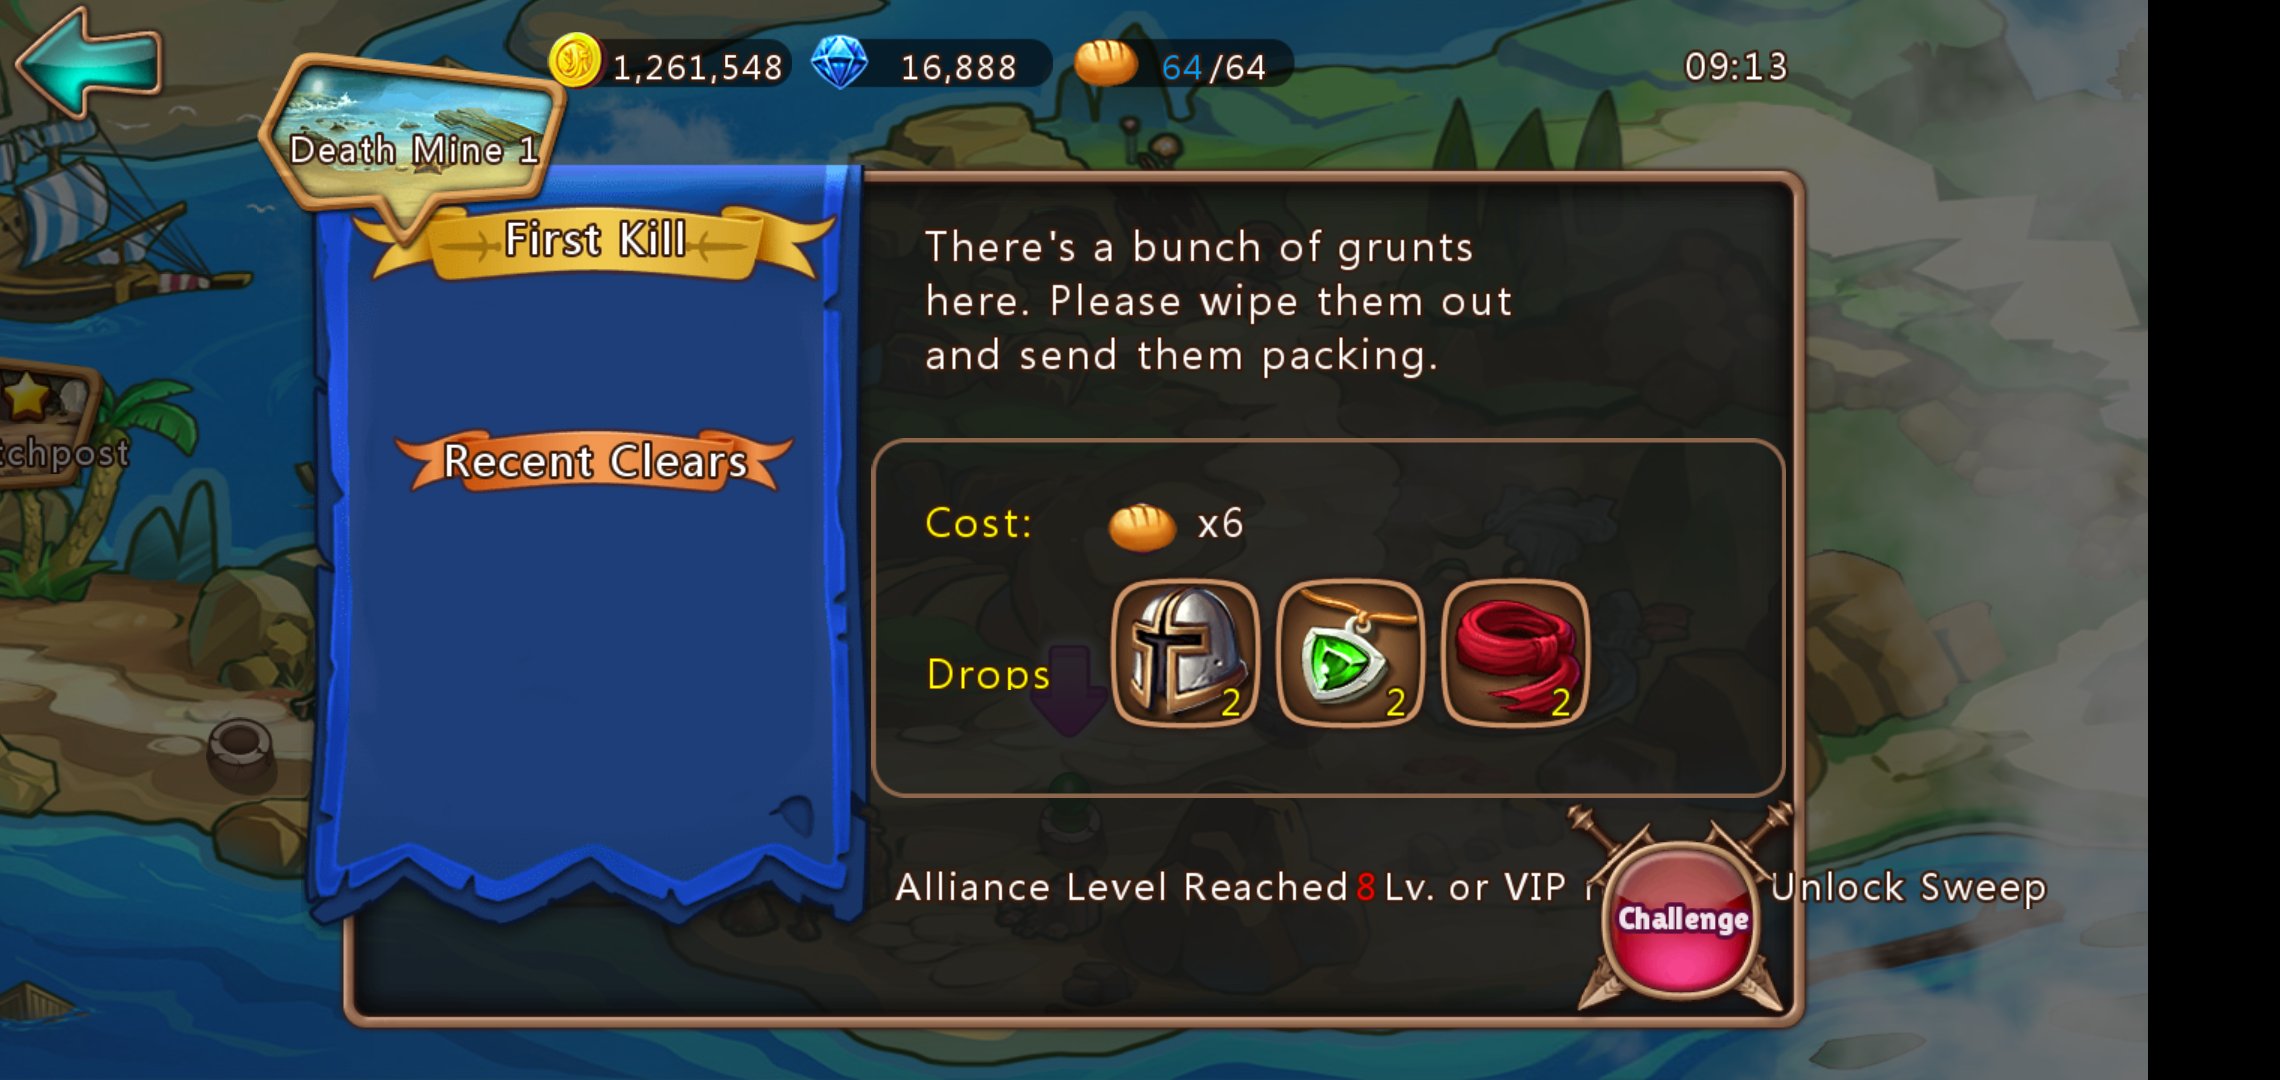 1,261,548
16,888
64/64
09:13
Death Mine 1
First Kill
Recent Clears
There's a bunch of grunts
here. Please wipe them out
and send them packing.
Cost: x6
Drops
2 2 2
tchpost
Alliance Level Reached 8 Lv. or VIP Unlock Sweep
Challenge